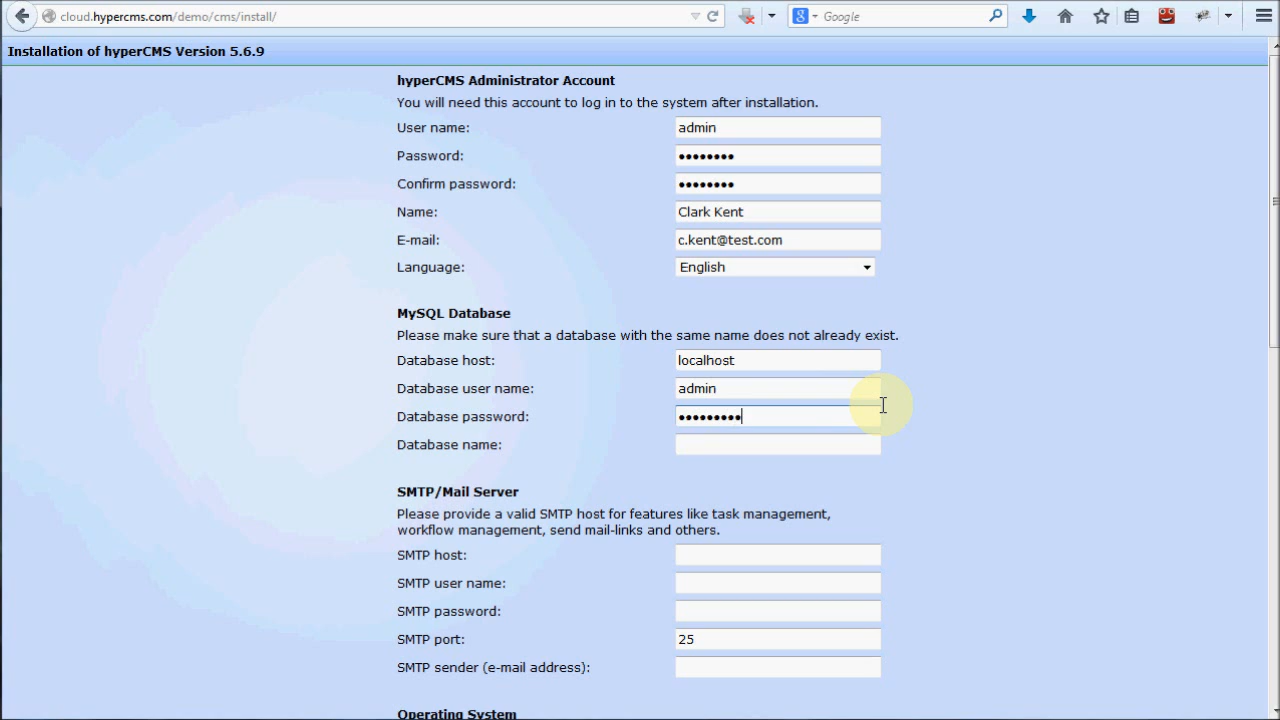 cloud.hypercms.com/demo/cms/install/
Google
Installation of hyperCMS Version 5.6.9
hyperCMS Administrator Account
You will need this account to log in to the system after installation.
User name: admin
Password: ••••••••
Confirm password: ••••••••
Name: Clark Kent
E-mail: c.kent@test.com
Language: English
MySQL Database
Please make sure that a database with the same name does not already exist.
Database host: localhost
Database user name: admin
Database password: •••••••••
Database name:
SMTP/Mail Server
Please provide a valid SMTP host for features like task management,
workflow management, send mail-links and others.
SMTP host:
SMTP user name:
SMTP password:
SMTP port: 25
SMTP sender (e-mail address):
Operating System